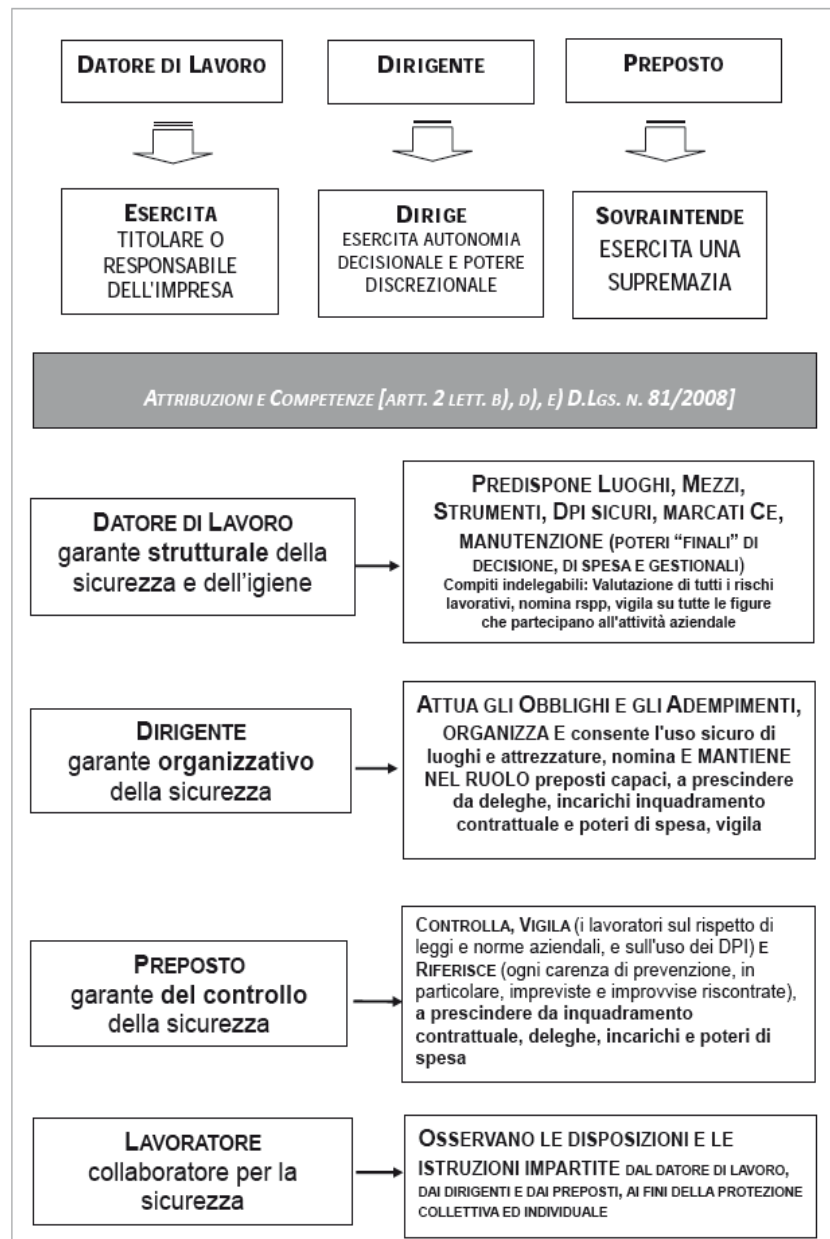 DATORE DI LAVORO
DIRIGENTE
PREPOSTO
ESERCITA
TITOLARE O
RESPONSABILE
DELL'IMPRESA
DIRIGE
ESERCITA AUTONOMIA
DECISIONALE E POTERE
DISCREZIONALE
SOVRAINTENDE
ESERCITA UNA
SUPREMAZIA
ATTRIBUZIONI E COMPETENZE [ARTT. 2 LETT. B), D), E) D.LGS. N. 81/2008]
DATORE DI LAVORO
garante strutturale della
sicurezza e dell'igiene
PREDISPONE LUOGHI, MEZZI,
STRUMENTI, DPI SICURI, MARCATI CE,
MANUTENZIONE (POTERI “FINALI” DI
DECISIONE, DI SPESA E GESTIONALI)
Compiti indelegabili: Valutazione di tutti i rischi
lavorativi, nomina rspp, vigila su tutte le figure
che partecipano all'attività aziendale
DIRIGENTE
garante organizzativo
della sicurezza
ATTUA GLI OBBLIGHI E GLI ADEMPIMENTI,
ORGANIZZA E consente l'uso sicuro di
luoghi e attrezzature, nomina E MANTIENE
NEL RUOLO preposti capaci, a prescindere
da deleghe, incarichi inquadramento
contrattuale e poteri di spesa, vigila
PREPOSTO
garante del controllo
della sicurezza
CONTROLLA, VIGILA (i lavoratori sul rispetto di
leggi e norme aziendali, e sull'uso dei DPI) E
RIFERISCE (ogni carenza di prevenzione, in
particolare, impreviste e improvvise riscontrate),
a prescindere da inquadramento
contrattuale, deleghe, incarichi e poteri di
spesa
LAVORATORE
collaboratore per la
sicurezza
OSSERVANO LE DISPOSIZIONI E LE
ISTRUZIONI IMPARTITE DAL DATORE DI LAVORO,
DAI DIRIGENTI E DAI PREPOSTI, AI FINI DELLA PROTEZIONE
COLLETTIVA ED INDIVIDUALE